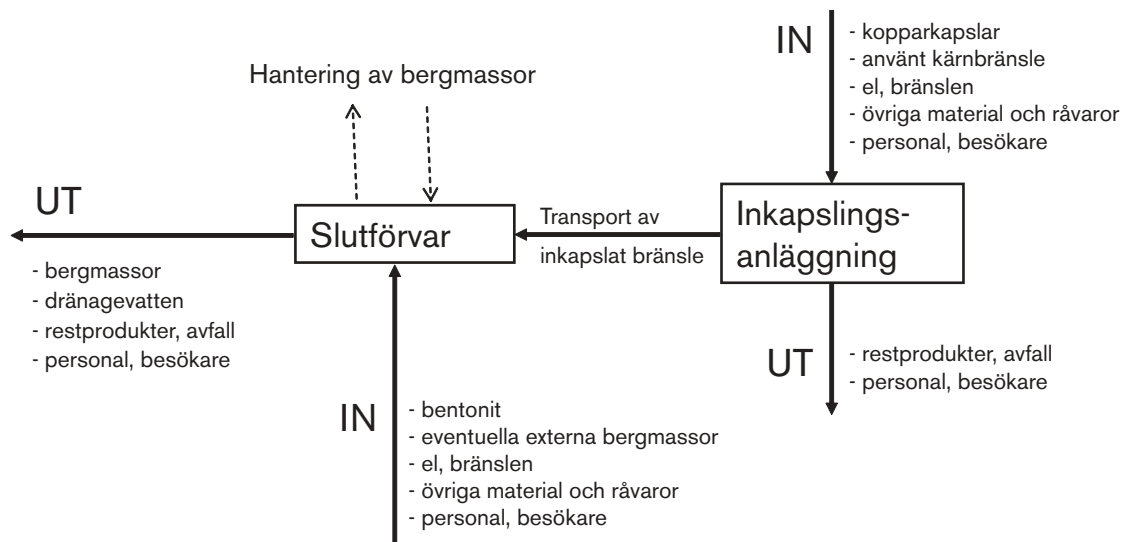 IN
- kopparkapslar
- använt kärnbränsle
- el, bränslen
- övriga material och råvaror
- personal, besökare
Hantering av bergmassor
UT
- bergmassor
- dränagevatten
- restprodukter, avfall
- personal, besökare
Slutförvar
Transport av
inkapslat bränsle
Inkapslings-
anläggning
UT
- restprodukter, avfall
- personal, besökare
IN
- bentonit
- eventuella externa bergmassor
- el, bränslen
- övriga material och råvaror
- personal, besökare